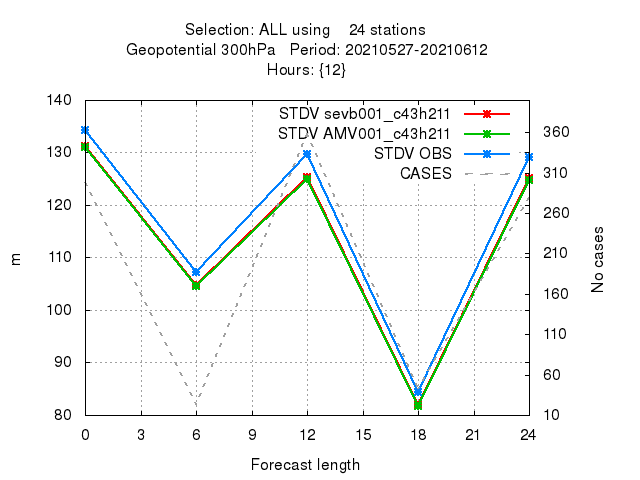 Selection: ALL using    24 stations
Geopotential 300hPa   Period: 20210527-20210612
Hours: {12}
STDV sevb001_c43h211
STDV AMV001_c43h211
STDV OBS
CASES
140
130
120
110
100
90
80
m
360
310
260
210
160
110
60
10
No cases
0 3 6 9 12 15 18 21 24
Forecast length